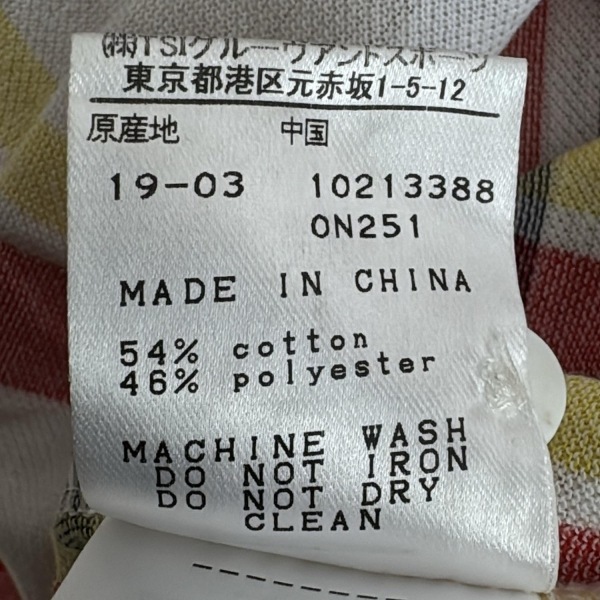 (株)TSIグルーヴアンドスポーツ
東京都港区元赤坂1-5-12
原産地 中国
19-03 10213388
0N251
MADE IN CHINA
54% cotton
46% polyester
MACHINE WASH
DO NOT IRON
DO NOT DRY
CLEAN